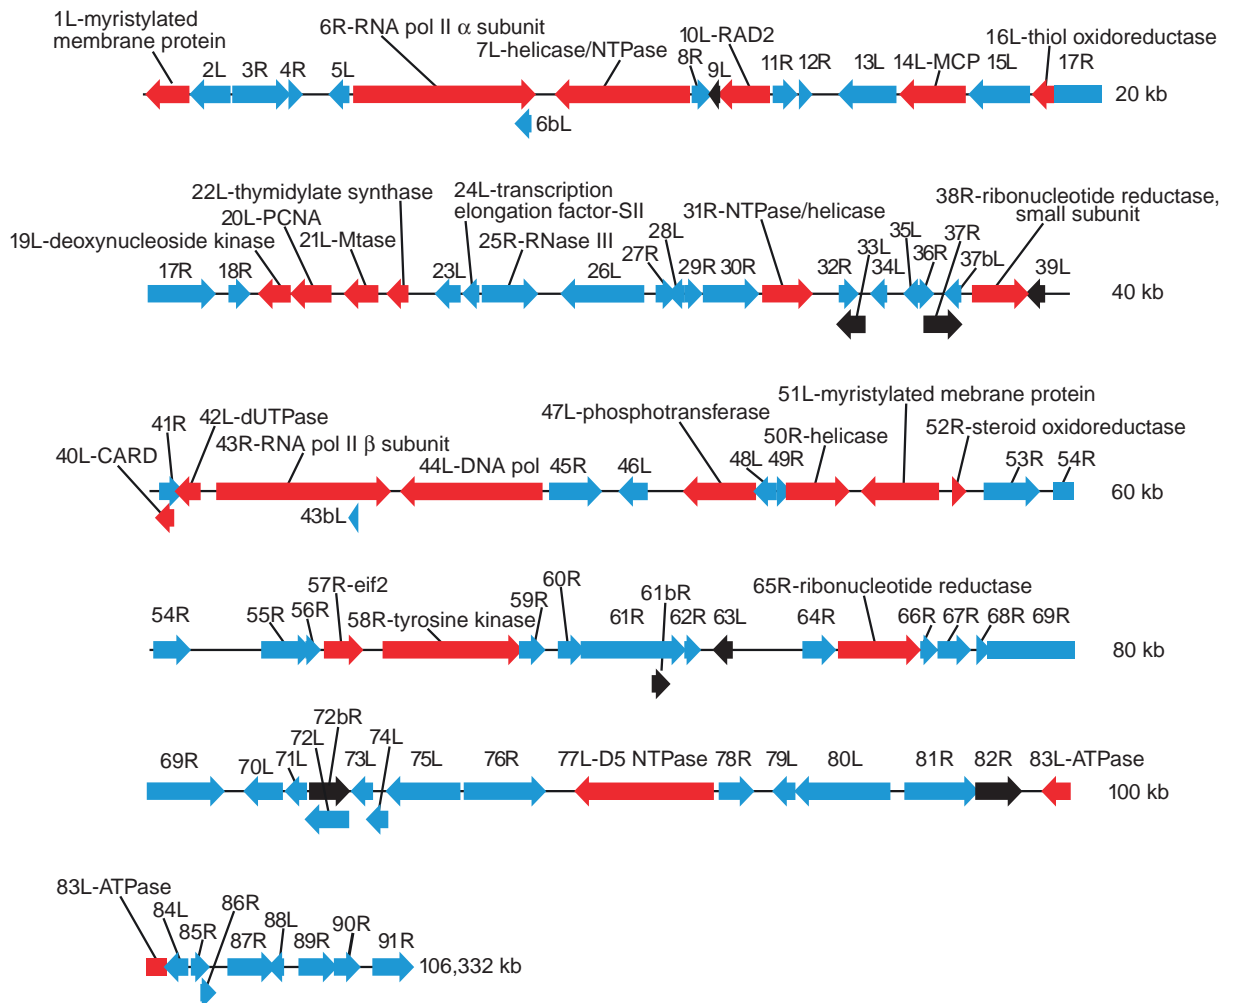 1L-myristylated
membrane protein
2L
3R
4R
5L
6R-RNA pol II α subunit
7L-helicase/NTPase
8R
9L
10L-RAD2
11R
12R
13L
14L-MCP
15L
16L-thiol oxidoreductase
17R
20 kb
6bL
22L-thymidylate synthase
20L-PCNA
19L-deoxynucleoside kinase
21L-Mtase
24L-transcription
elongation factor-SII
25R-RNase III
17R
18R
23L
26L
27R
28L
29R
30R
31R-NTPase/helicase
32R
33L
34L
35L
36R
37R
37bL
38R-ribonucleotide reductase,
small subunit
39L
40 kb
40L-CARD
41R
42L-dUTPase
43R-RNA pol II β subunit
43bL
44L-DNA pol
45R
46L
47L-phosphotransferase
48L
49R
50R-helicase
51L-myristylated mebrane protein
52R-steroid oxidoreductase
53R
54R
60 kb
54R
55R
56R
57R-eif2
58R-tyrosine kinase
59R
60R
61R
61bR
62R
63L
64R
65R-ribonucleotide reductase
66R
67R
68R
69R
80 kb
69R
70L
71L
72L
72bR
73L
74L
75L
76R
77L-D5 NTPase
78R
79L
80L
81R
82R
83L-ATPase
100 kb
83L-ATPase
84L
85R
86R
87R
88L
89R
90R
91R
106,332 kb